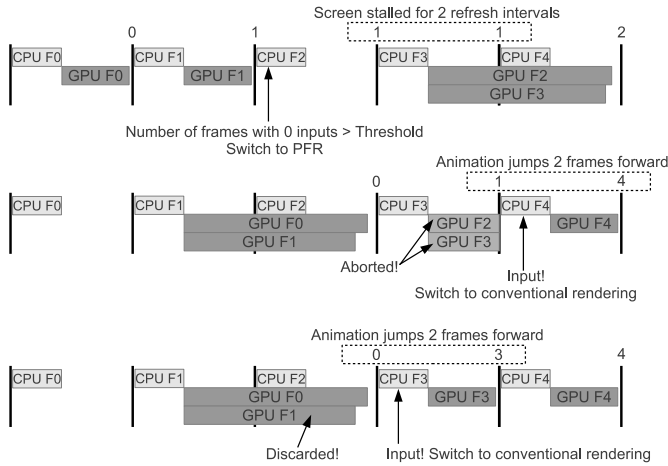 Screen stalled for 2 refresh intervals
0 1 1 1 2
CPU F0 CPU F1 CPU F2 CPU F3 CPU F4
GPU F0 GPU F1 GPU F2
GPU F3
Number of frames with 0 inputs > Threshold
Switch to PFR
Animation jumps 2 frames forward
0 1 4
CPU F0 CPU F1 CPU F2 CPU F3 CPU F4
GPU F0 GPU F2 GPU F4
GPU F1 GPU F3
Aborted!
Input!
Switch to conventional rendering
Animation jumps 2 frames forward
0 3 4
CPU F0 CPU F1 CPU F2 CPU F3 CPU F4
GPU F0 GPU F3 GPU F4
GPU F1
Discarded!
Input! Switch to conventional rendering